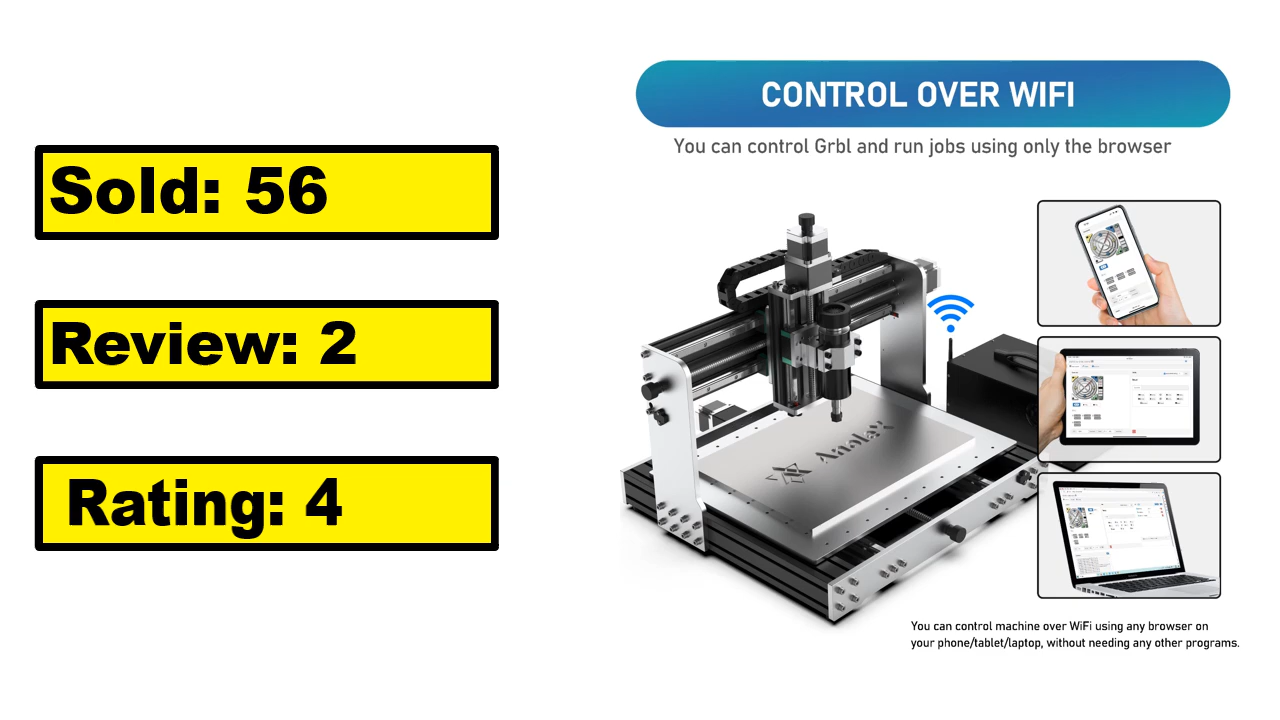 Sold: 56
Review: 2
Rating: 4
CONTROL OVER WIFI
You can control Grbl and run jobs using only the browser
AnoleX
You can control machine over WiFi using any browser on
your phone/tablet/laptop, without needing any other programs.